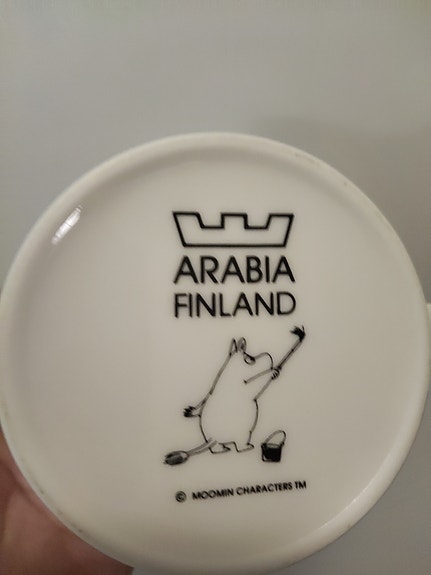 ARABIA
FINLAND
© MOOMIN CHARACTERS TM